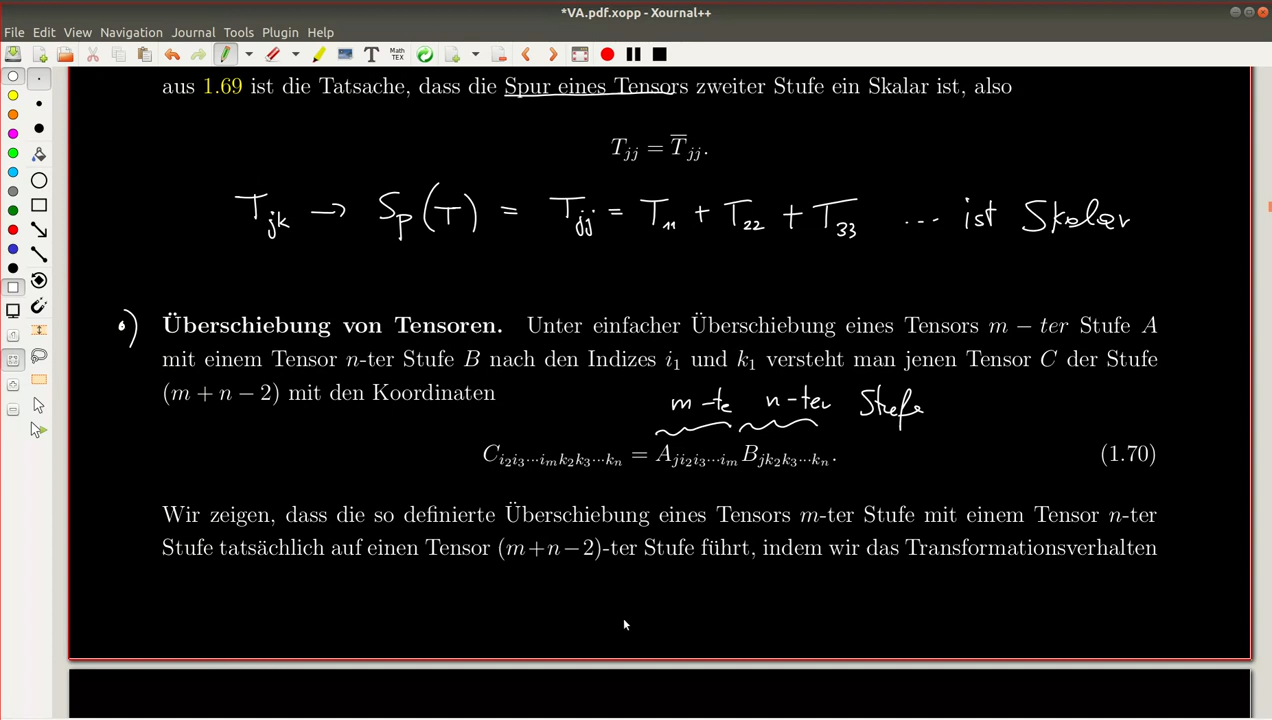 *VA.pdf.xopp - Xournal++
File Edit View Navigation Journal Tools Plugin Help
aus 1.69 ist die Tatsache, dass die Spur eines Tensors zweiter Stufe ein Skalar ist, also
T_{jj} = \overline{T}_{jj}.
T_{jk} → Sp(T) = T_{jj} = T_{11} + T_{22} + T_{33} ... ist Skalar
•) Überschiebung von Tensoren. Unter einfacher Überschiebung eines Tensors m − ter Stufe A
mit einem Tensor n-ter Stufe B nach den Indizes i_1 und k_1 versteht man jenen Tensor C der Stufe
(m + n − 2) mit den Koordinaten
m-te n-ter Stufe
C_{i_2 i_3 ⋯ i_m k_2 k_3 ⋯ k_n} = A_{j i_2 i_3 ⋯ i_m} B_{j k_2 k_3 ⋯ k_n}. (1.70)
Wir zeigen, dass die so definierte Überschiebung eines Tensors m-ter Stufe mit einem Tensor n-ter
Stufe tatsächlich auf einen Tensor (m+n−2)-ter Stufe führt, indem wir das Transformationsverhalten